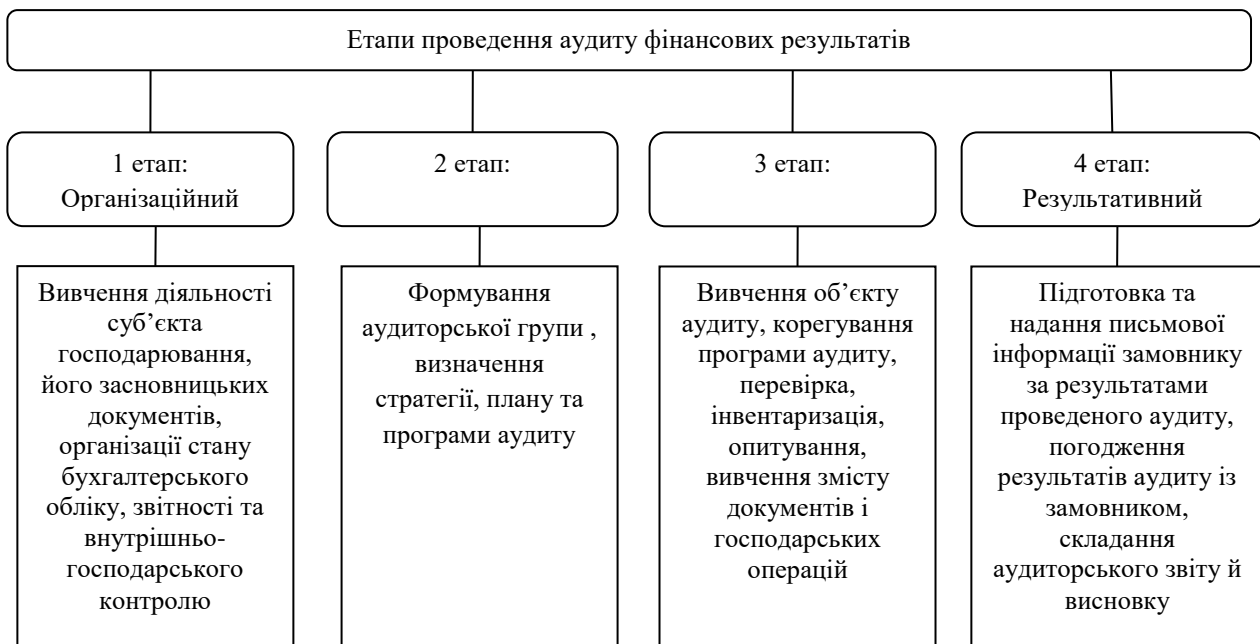 Етапи проведення аудиту фінансових результатів
1 етап:
Організаційний
2 етап:
3 етап:
4 етап:
Результативний
Вивчення діяльності
суб’єкта
господарювання,
його засновницьких
документів,
організації стану
бухгалтерського
обліку, звітності та
внутрішньо-
господарського
контролю
Формування
аудиторської групи ,
визначення
стратегії, плану та
програми аудиту
Вивчення об’єкту
аудиту, корегування
програми аудиту,
перевірка,
інвентаризація,
опитування,
вивчення змісту
документів і
господарських
операцій
Підготовка та
надання письмової
інформації замовнику
за результатами
проведеного аудиту,
погодження
результатів аудиту із
замовником,
складання
аудиторського звіту й
висновку